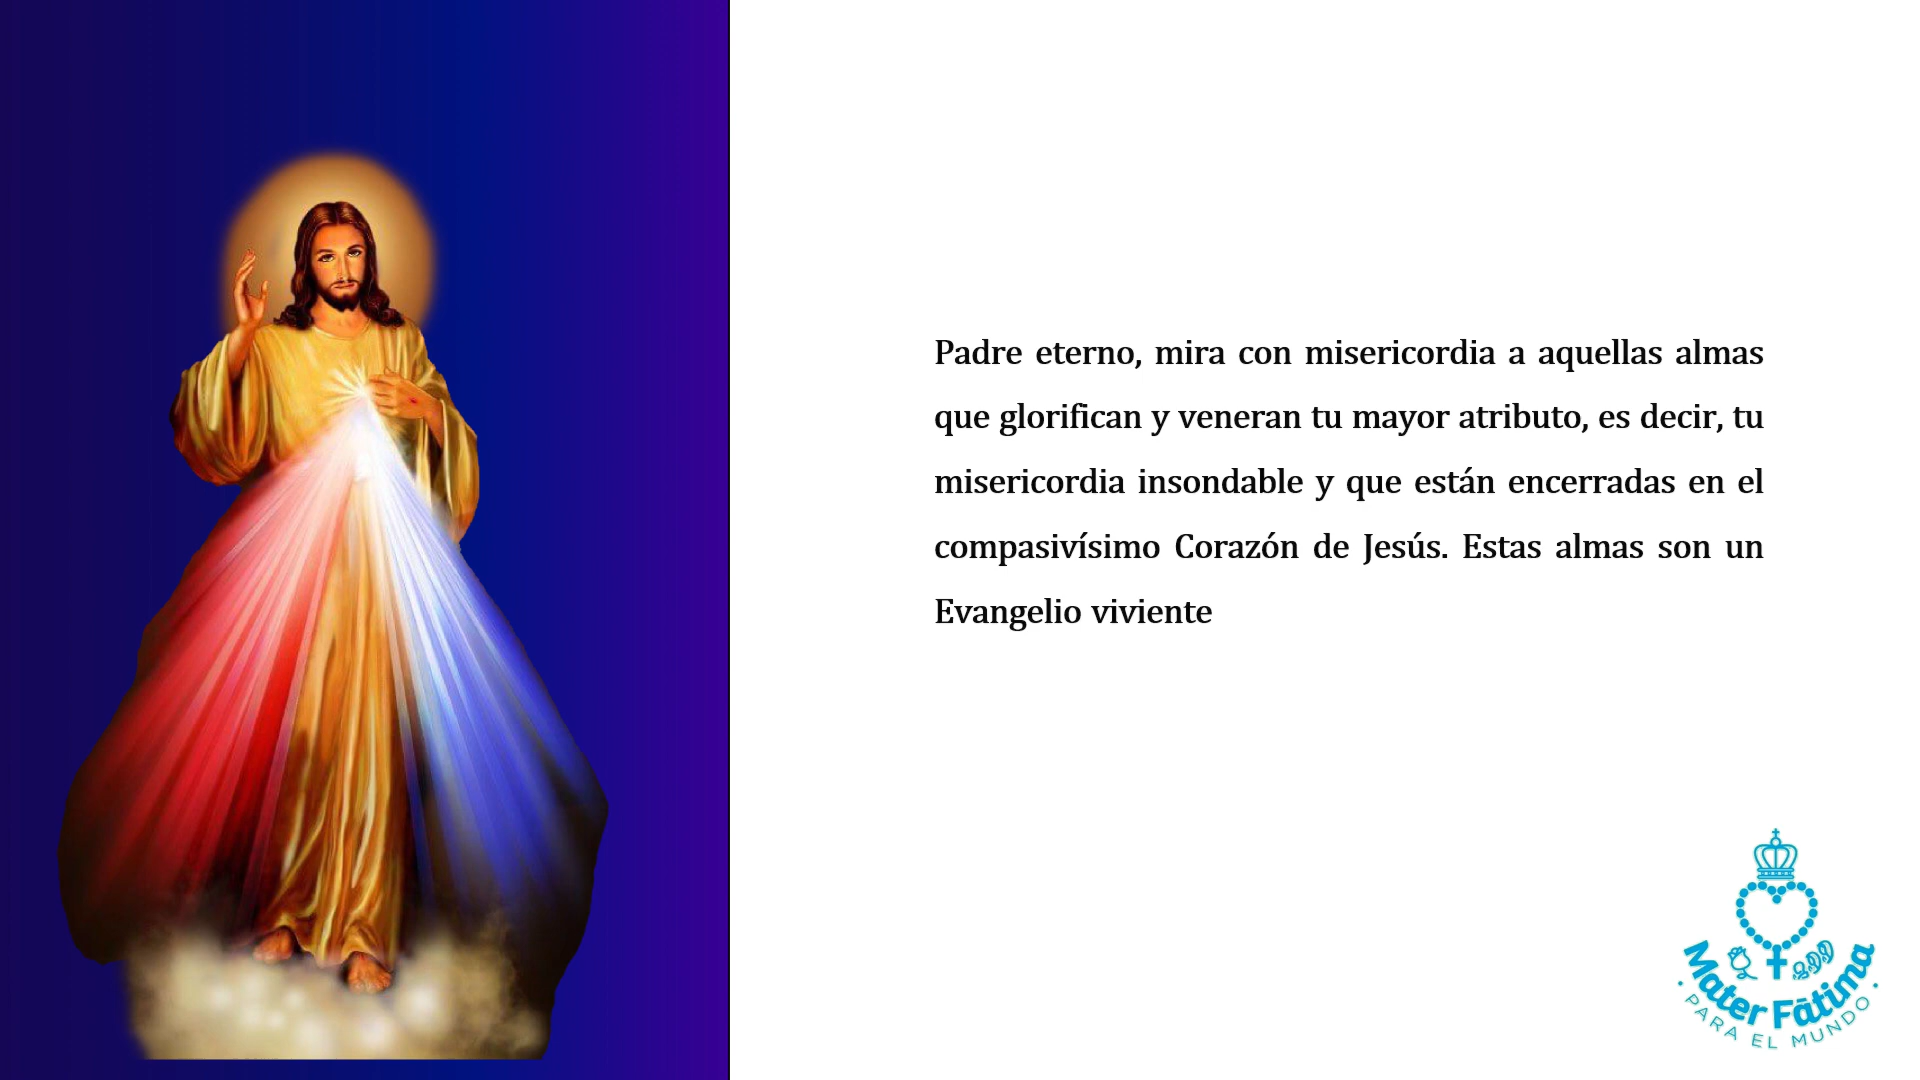 Padre eterno, mira con misericordia a aquellas almas
que glorifican y veneran tu mayor atributo, es decir, tu
misericordia insondable y que están encerradas en el
compasivísimo Corazón de Jesús. Estas almas son un
Evangelio viviente
Mater Fātima
· PARA EL MUNDO ·